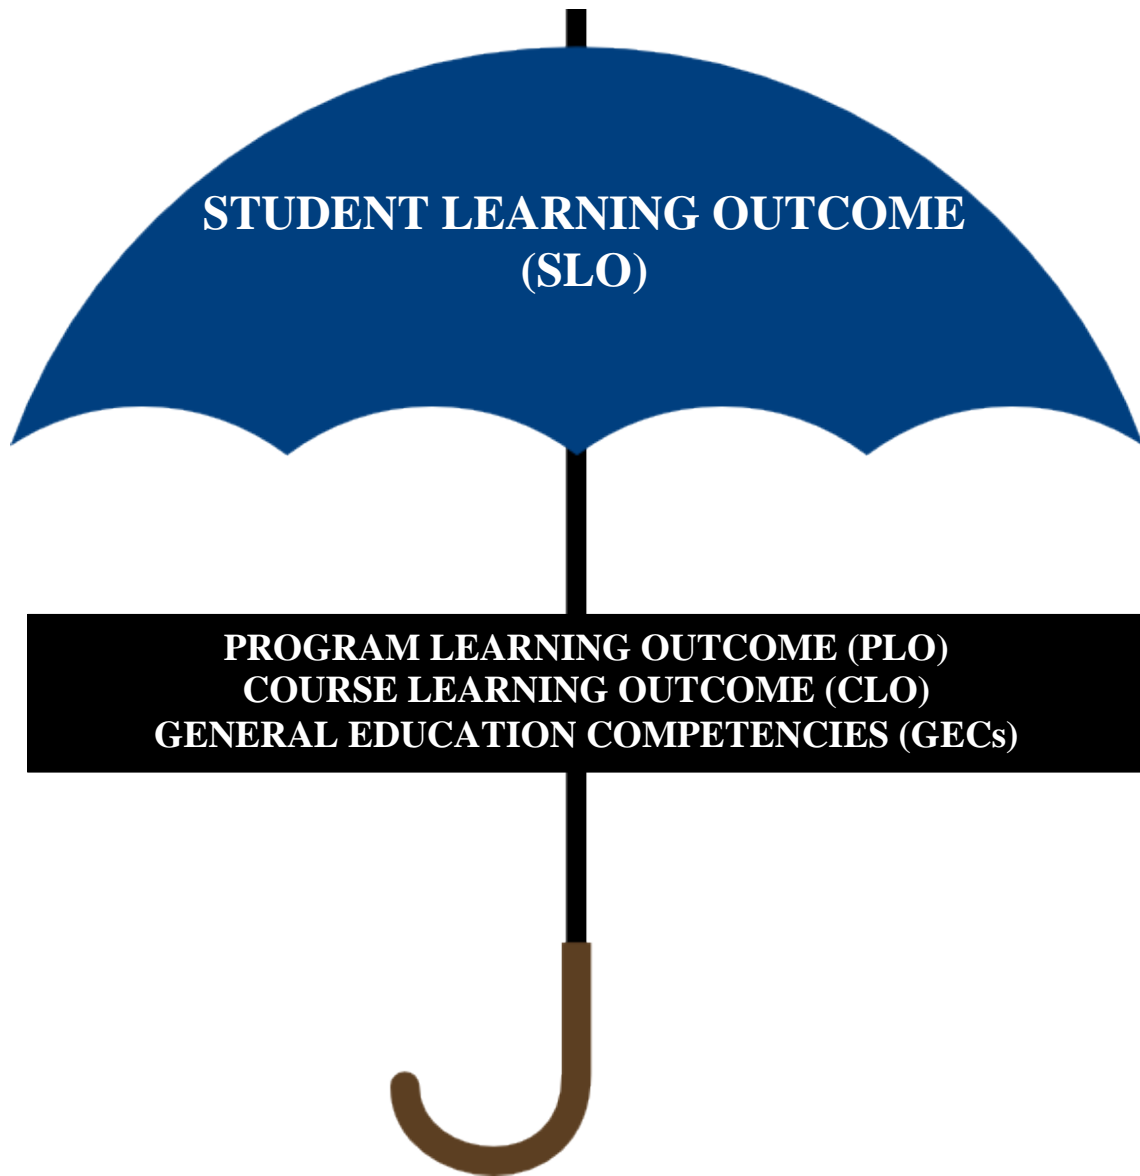 STUDENT LEARNING OUTCOME
(SLO)
PROGRAM LEARNING OUTCOME (PLO)
COURSE LEARNING OUTCOME (CLO)
GENERAL EDUCATION COMPETENCIES (GECs)